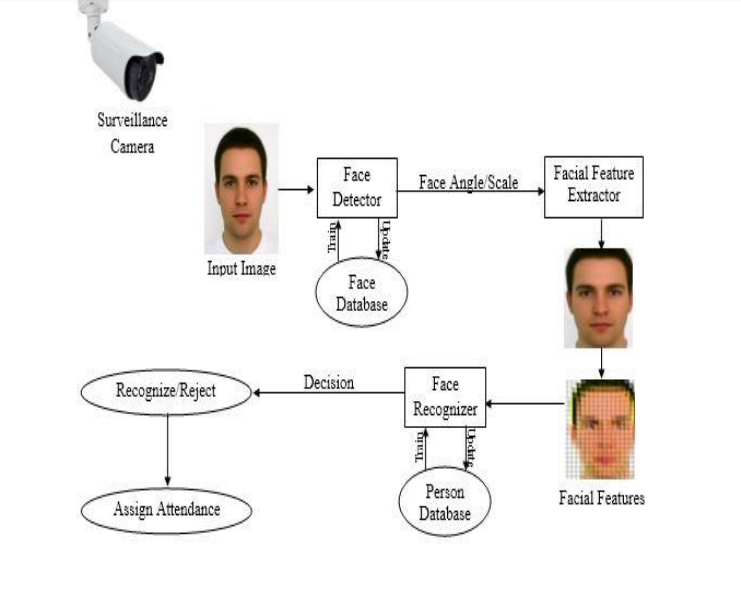 Surveillance
Camera
Input Image
Face
Detector
Face Angle/Scale
Facial Feature
Extractor
Train
Update
Face
Database
Recognize/Reject
Decision
Face
Recognizer
Train
Update
Facial Features
Assign Attendance
Person
Database